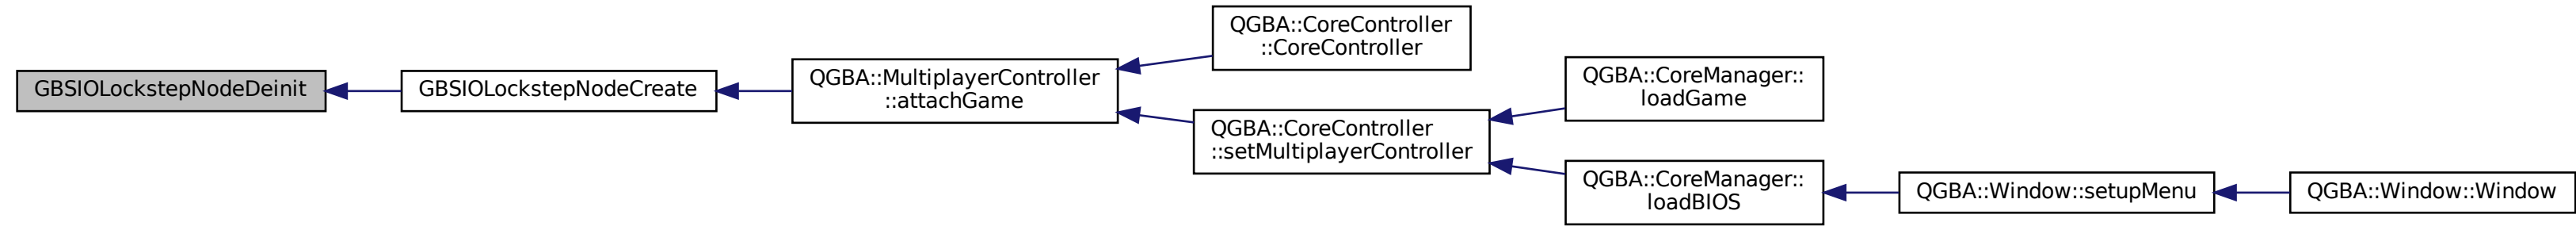 GBSIOLockstepNodeDeinit
GBSIOLockstepNodeCreate
QGBA::MultiplayerController
::attachGame
QGBA::CoreController
::CoreController
QGBA::CoreController
::setMultiplayerController
QGBA::CoreManager::
loadGame
QGBA::CoreManager::
loadBIOS
QGBA::Window::setupMenu
QGBA::Window::Window